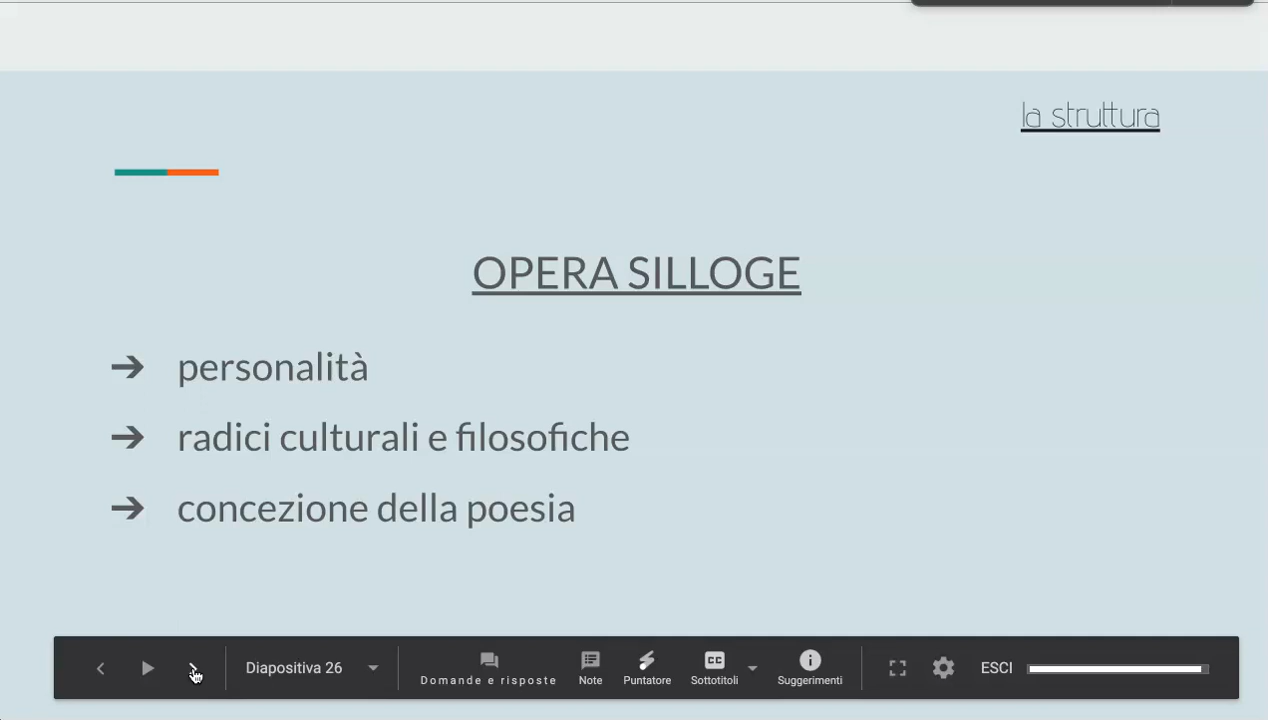 la struttura
OPERA SILLOGE
➔ personalità
➔ radici culturali e filosofiche
➔ concezione della poesia
Diapositiva 26
Domande e risposte
Note
Puntatore
CC
Sottotitoli
Suggerimenti
ESCI